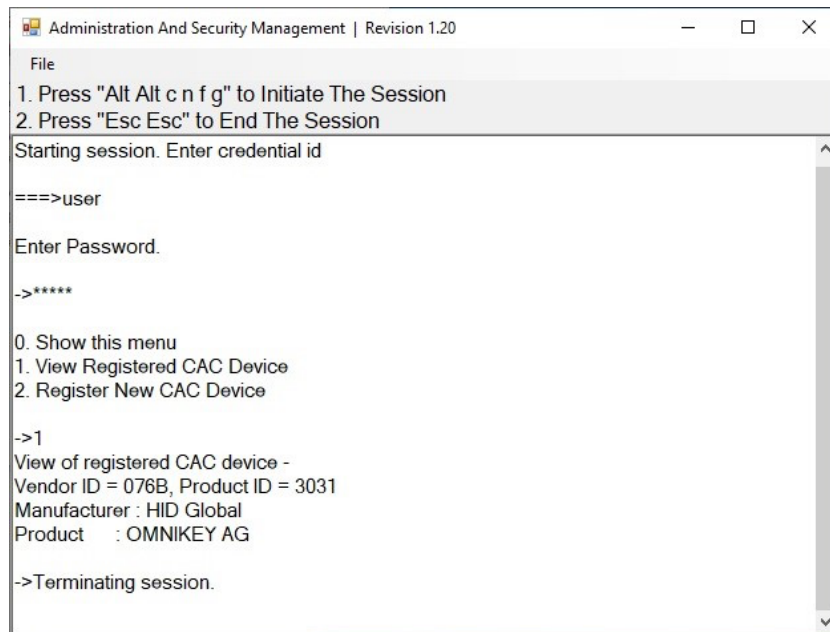 Administration And Security Management | Revision 1.20
File
1. Press "Alt Alt c n f g" to Initiate The Session
2. Press "Esc Esc" to End The Session
Starting session. Enter credential id
===>user
Enter Password.
->*****
0. Show this menu
1. View Registered CAC Device
2. Register New CAC Device
->1
View of registered CAC device -
Vendor ID = 076B, Product ID = 3031
Manufacturer : HID Global
Product : OMNIKEY AG
->Terminating session.